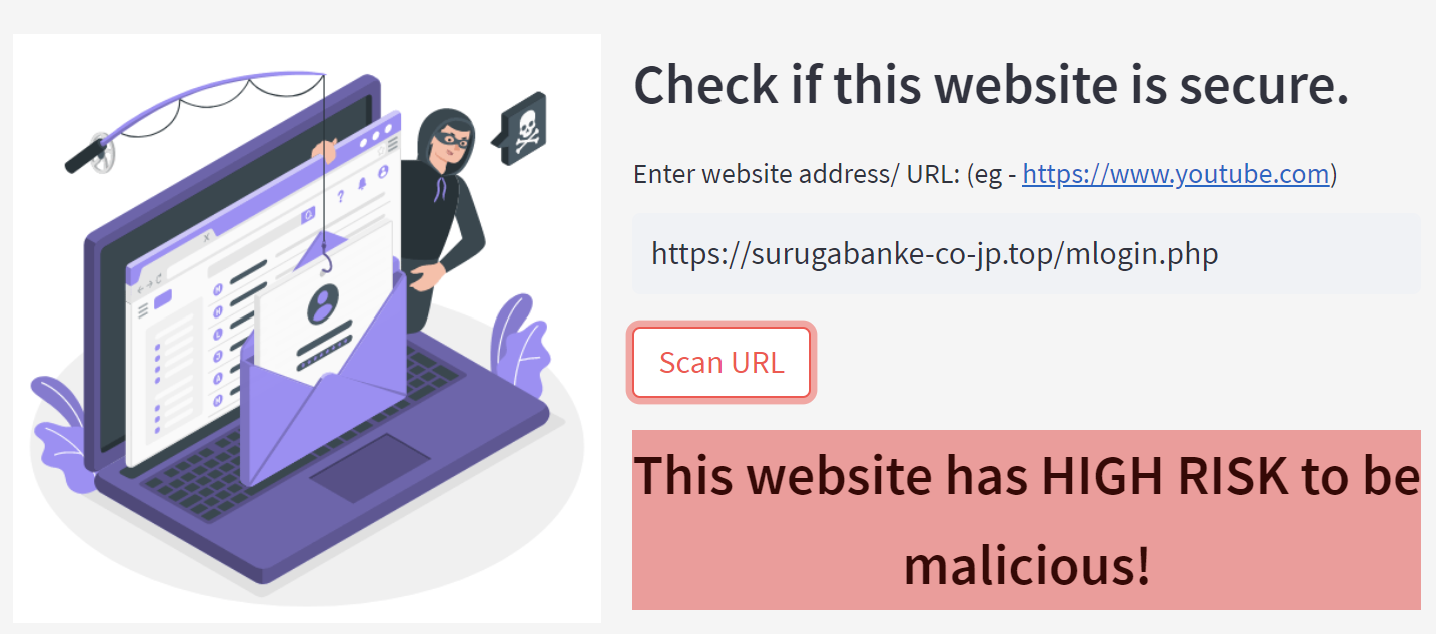 Check if this website is secure.
Enter website address/ URL: (eg - https://www.youtube.com)
https://surugabanke-co-jp.top/mlogin.php
Scan URL
This website has HIGH RISK to be
malicious!